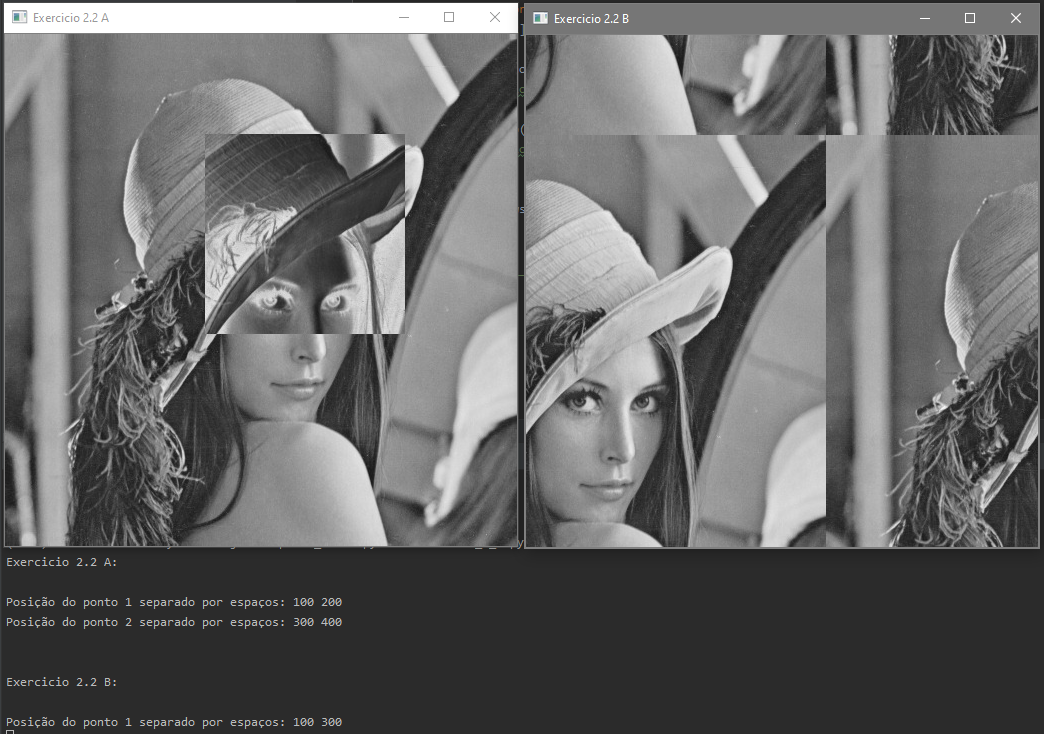 Exercicio 2.2 A
Exercicio 2.2 B
Exercicio 2.2 A:
Posição do ponto 1 separado por espaços: 100 200
Posição do ponto 2 separado por espaços: 300 400
Exercicio 2.2 B:
Posição do ponto 1 separado por espaços: 100 300